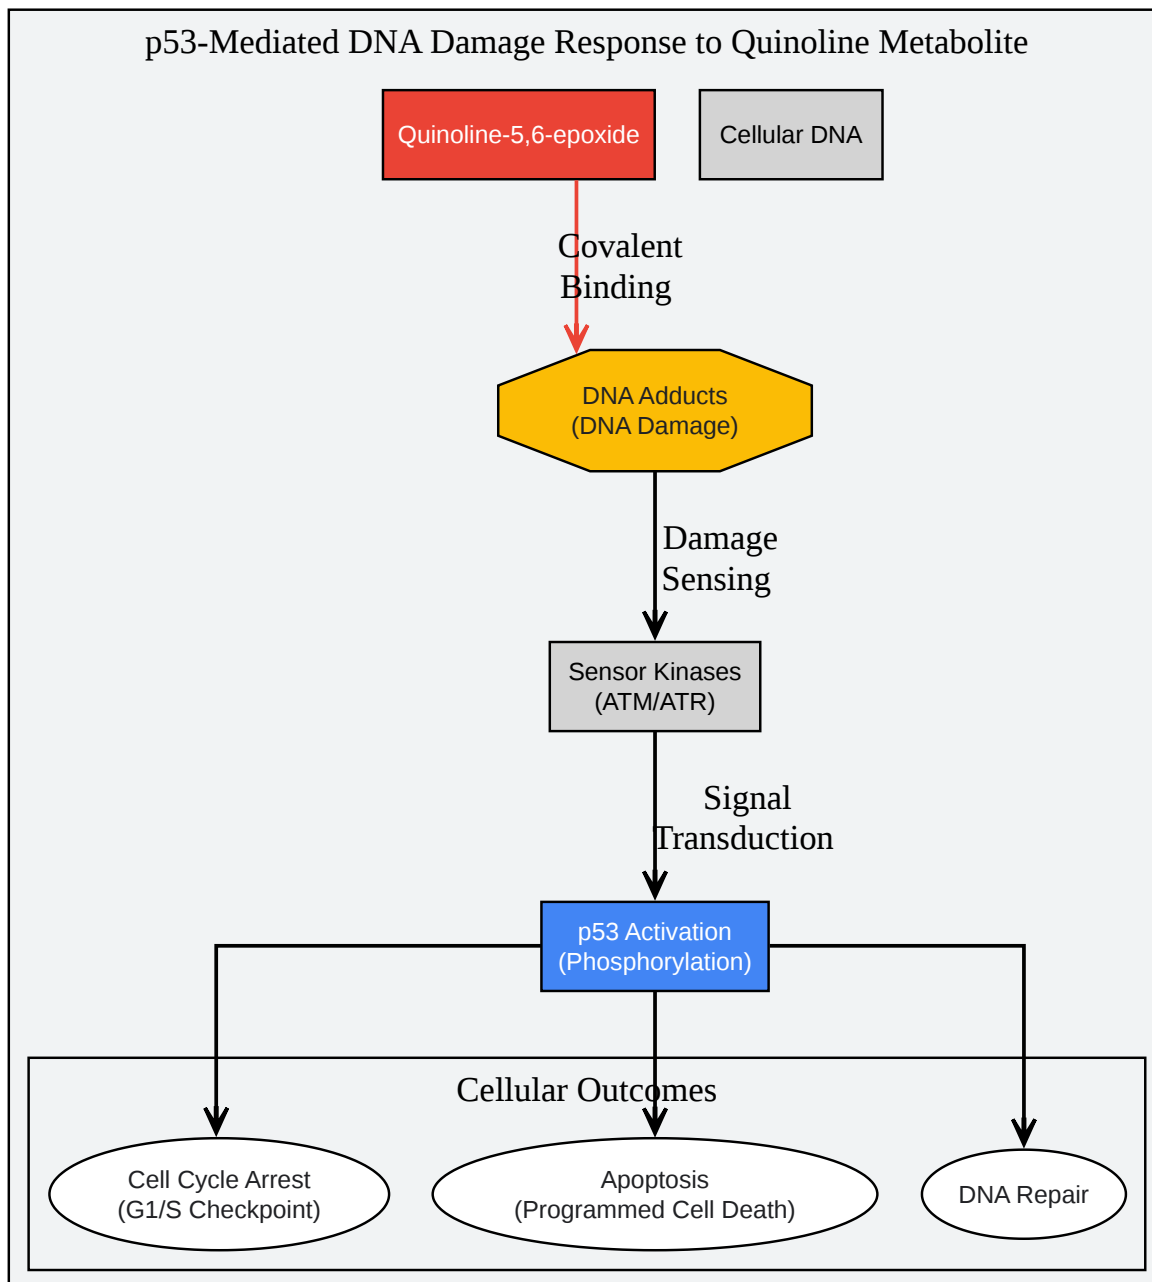 p53-Mediated DNA Damage Response to Quinoline Metabolite
Quinoline-5,6-epoxide
Cellular DNA
Covalent
Binding
DNA Adducts
(DNA Damage)
Damage
Sensing
Sensor Kinases
(ATM/ATR)
Signal
Transduction
p53 Activation
(Phosphorylation)
Cellular Outcomes
Cell Cycle Arrest
(G1/S Checkpoint)
Apoptosis
(Programmed Cell Death)
DNA Repair